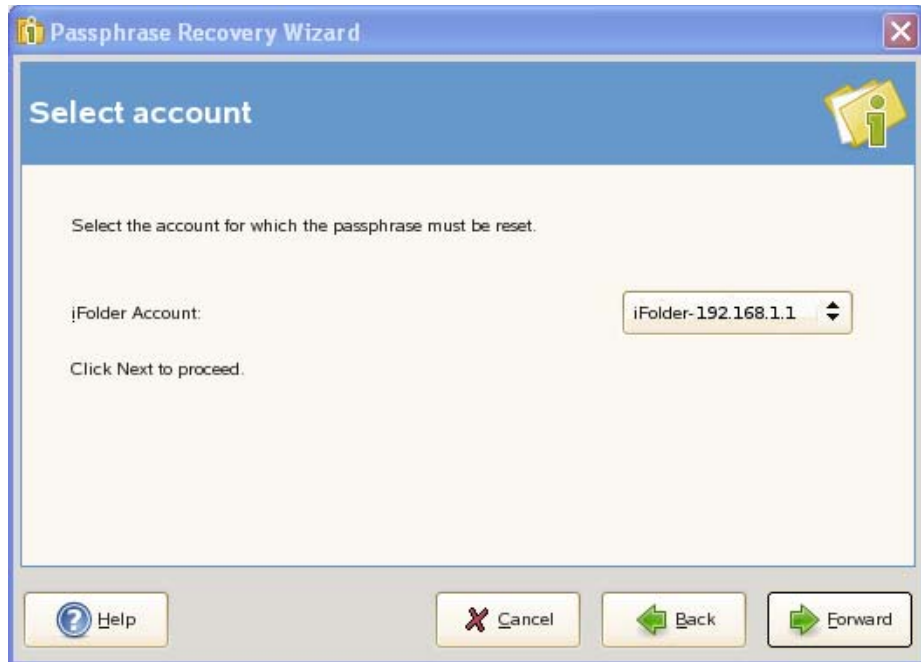 Passphrase Recovery Wizard
Select account
Select the account for which the passphrase must be reset.
iFolder Account:
iFolder-192.168.1.1
Click Next to proceed.
Help
Cancel
Back
Forward